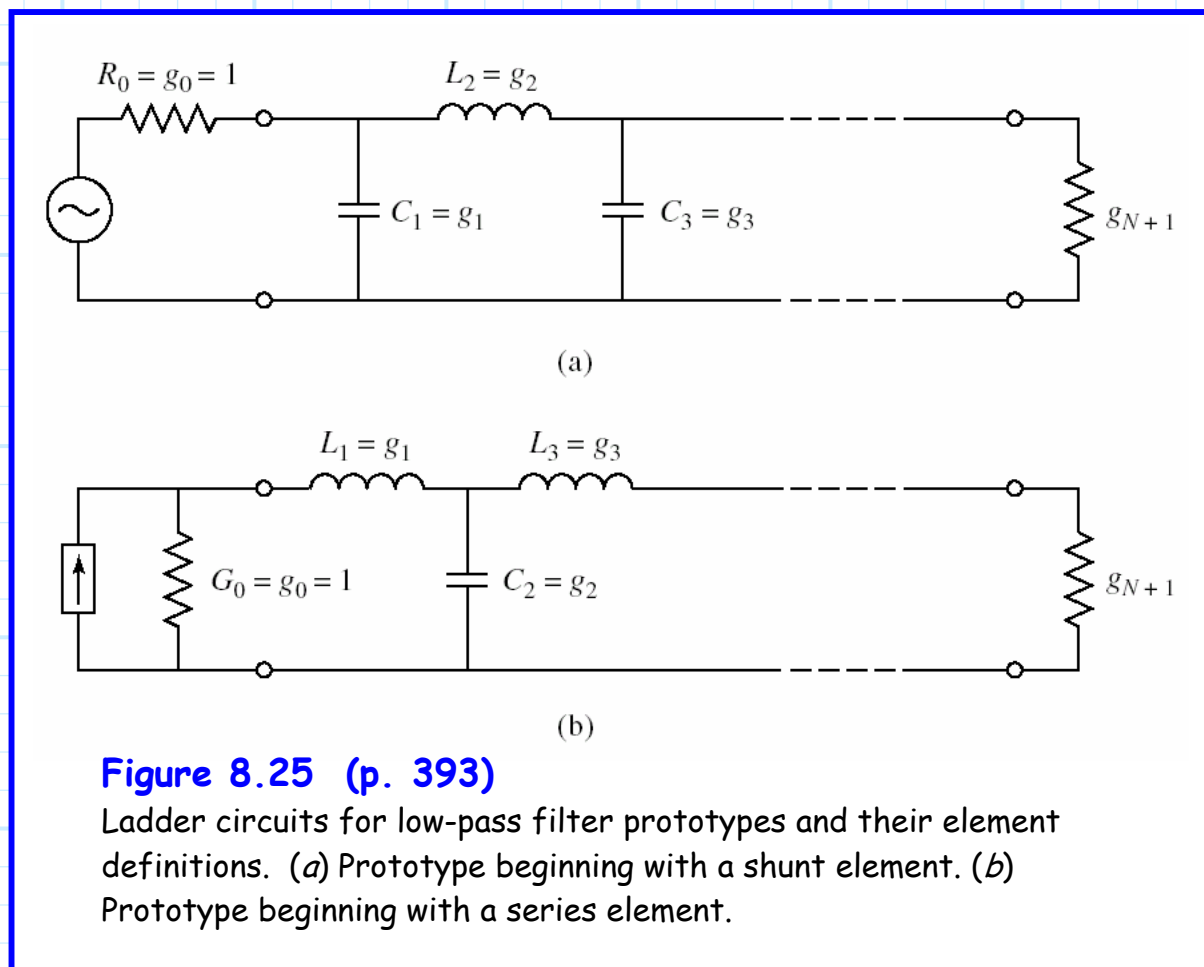 R₀ = g₀ = 1
L₂ = g₂
C₁ = g₁
C₃ = g₃
g_{N + 1}
(a)
L₁ = g₁
L₃ = g₃
G₀ = g₀ = 1
C₂ = g₂
g_{N + 1}
(b)
Figure 8.25 (p. 393)
Ladder circuits for low-pass filter prototypes and their element
definitions. (a) Prototype beginning with a shunt element. (b)
Prototype beginning with a series element.